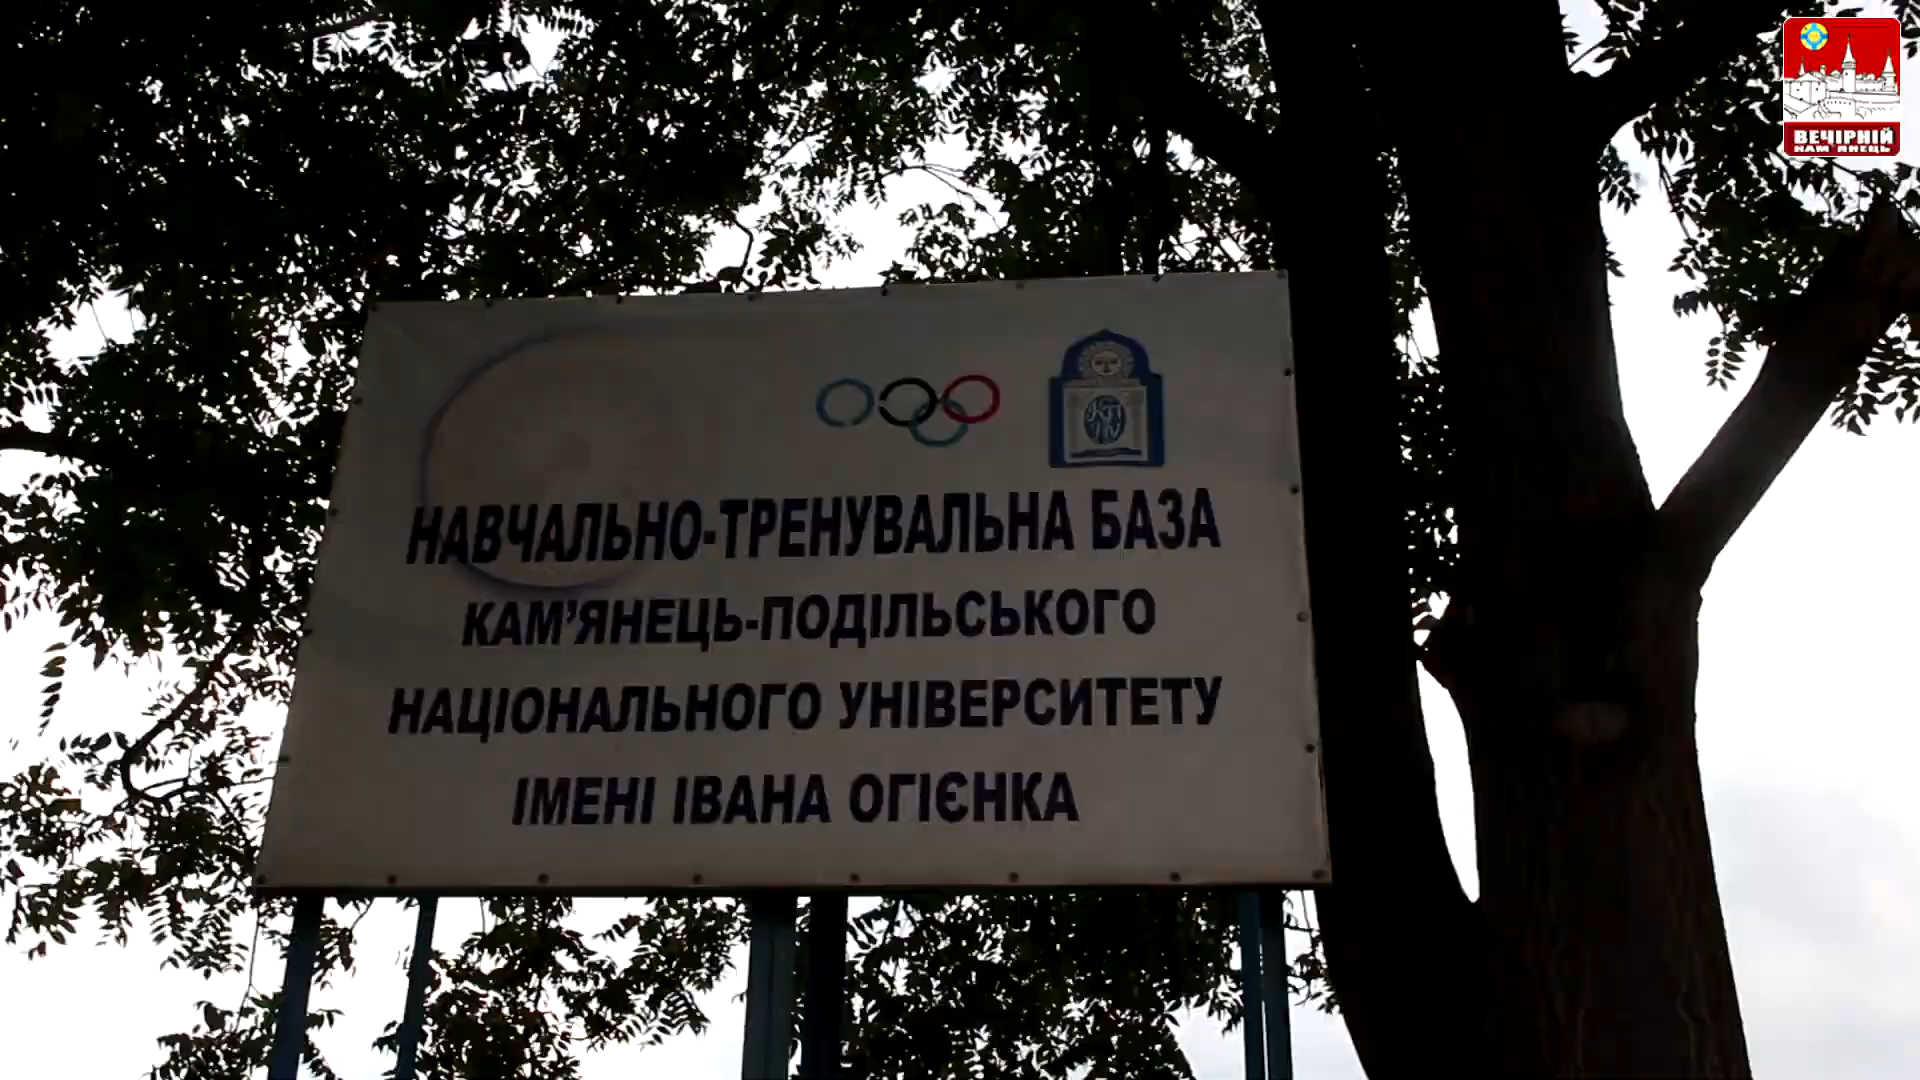 ВЕЧІРНІЙ
КАМ'ЯНЕЦЬ
НАВЧАЛЬНО-ТРЕНУВАЛЬНА БАЗА
КАМ'ЯНЕЦЬ-ПОДІЛЬСЬКОГО
НАЦІОНАЛЬНОГО УНІВЕРСИТЕТУ
ІМЕНІ ІВАНА ОГІЄНКА